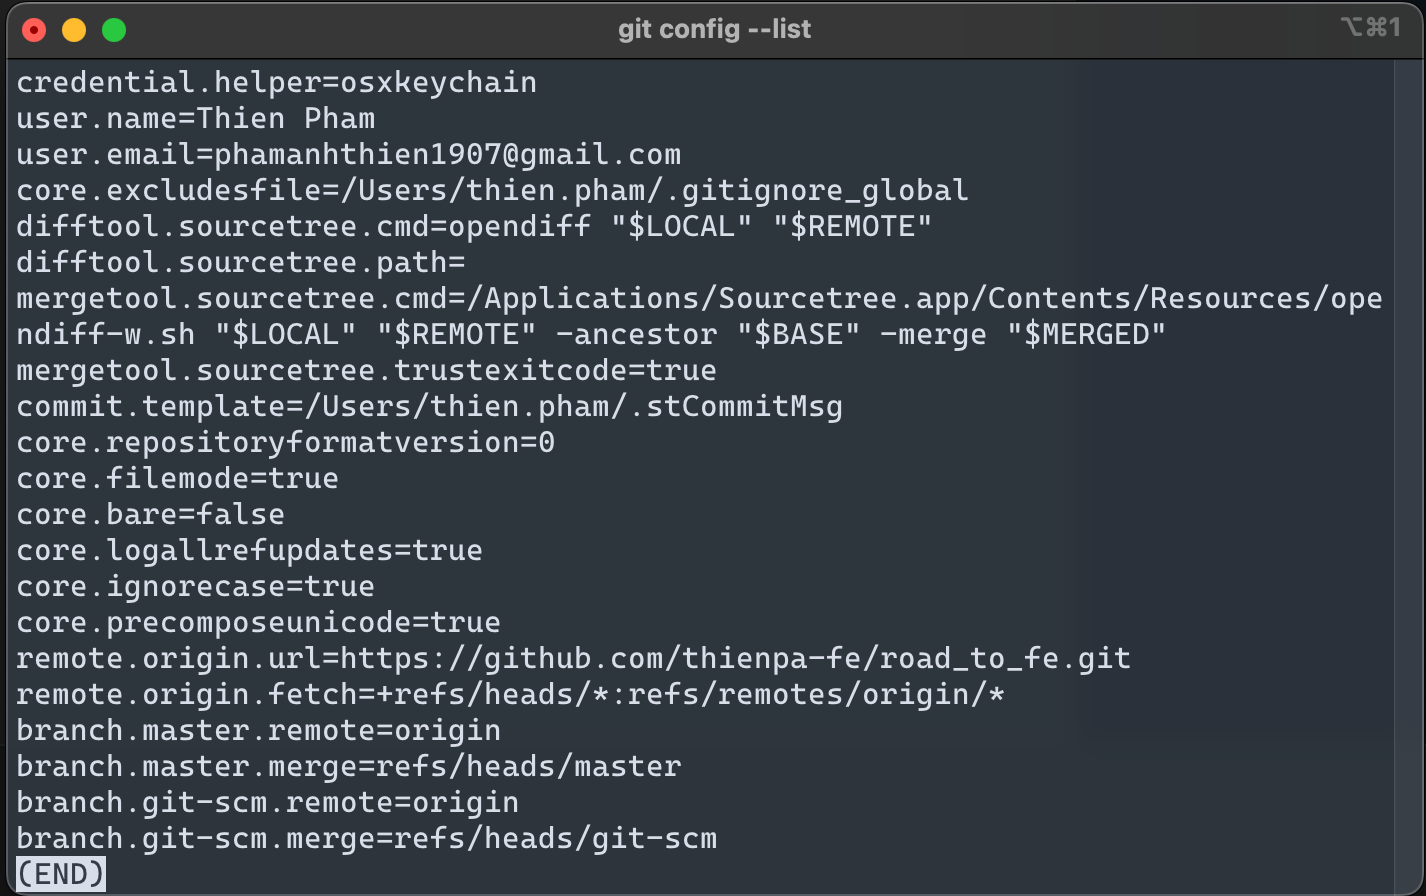 git config --list
⌥⌘1
credential.helper=osxkeychain
user.name=Thien Pham
user.email=phamanhthien1907@gmail.com
core.excludesfile=/Users/thien.pham/.gitignore_global
difftool.sourcetree.cmd=opendiff "$LOCAL" "$REMOTE"
difftool.sourcetree.path=
mergetool.sourcetree.cmd=/Applications/Sourcetree.app/Contents/Resources/ope
ndiff-w.sh "$LOCAL" "$REMOTE" -ancestor "$BASE" -merge "$MERGED"
mergetool.sourcetree.trustexitcode=true
commit.template=/Users/thien.pham/.stCommitMsg
core.repositoryformatversion=0
core.filemode=true
core.bare=false
core.logallrefupdates=true
core.ignorecase=true
core.precomposeunicode=true
remote.origin.url=https://github.com/thienpa-fe/road_to_fe.git
remote.origin.fetch=+refs/heads/*:refs/remotes/origin/*
branch.master.remote=origin
branch.master.merge=refs/heads/master
branch.git-scm.remote=origin
branch.git-scm.merge=refs/heads/git-scm
(END)